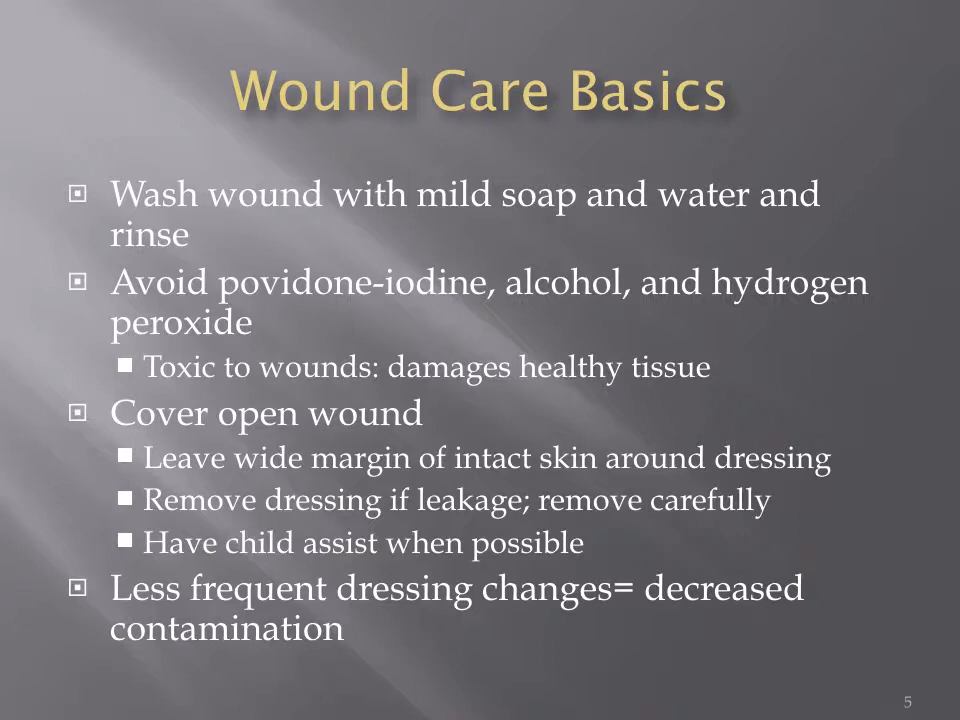 Wound Care Basics
Wash wound with mild soap and water and
rinse
Avoid povidone-iodine, alcohol, and hydrogen
peroxide
Toxic to wounds: damages healthy tissue
Cover open wound
Leave wide margin of intact skin around dressing
Remove dressing if leakage; remove carefully
Have child assist when possible
Less frequent dressing changes= decreased
contamination
5